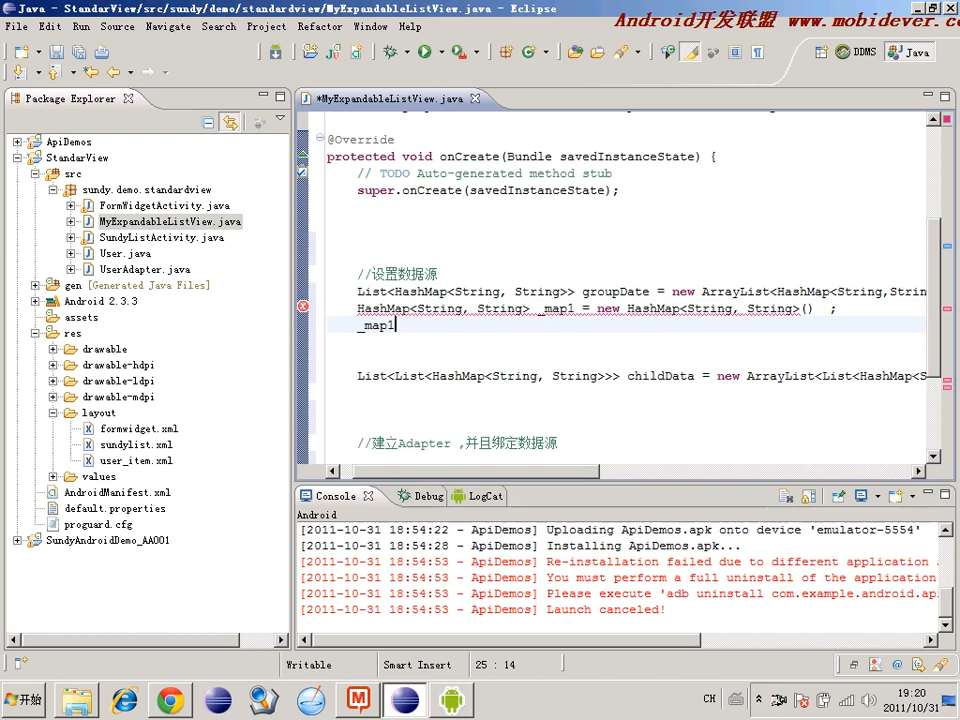 Java - StandarView/src/sundy/demo/standardview/MyExpandableListView.java - Eclipse
Android开发联盟 www.mobidever.com
File Edit Run Source Navigate Search Project Refactor Window Help
DDMS Java
Package Explorer
*MyExpandableListView.java
ApiDemos
StandarView
src
sundy.demo.standardview
FormWidgetActivity.java
MyExpandableListView.java
SundyListActivity.java
User.java
UserAdapter.java
gen [Generated Java Files]
Android 2.3.3
assets
res
drawable
drawable-hdpi
drawable-ldpi
drawable-mdpi
layout
formwidget.xml
sundylist.xml
user_item.xml
values
AndroidManifest.xml
default.properties
proguard.cfg
SundyAndroidDemo_AA001
@Override
protected void onCreate(Bundle savedInstanceState) {
// TODO Auto-generated method stub
super.onCreate(savedInstanceState);
//设置数据源
List<HashMap<String, String>> groupDate = new ArrayList<HashMap<String,Strin
HashMap<String, String> _map1 = new HashMap<String, String>() ;
_map1
List<List<HashMap<String, String>>> childData = new ArrayList<List<HashMap<S
//建立Adapter ,并且绑定数据源
Console Debug LogCat
Android
[2011-10-31 18:54:22 - ApiDemos] Uploading ApiDemos.apk onto device 'emulator-5554'
[2011-10-31 18:54:28 - ApiDemos] Installing ApiDemos.apk...
[2011-10-31 18:54:53 - ApiDemos] Re-installation failed due to different application
[2011-10-31 18:54:53 - ApiDemos] You must perform a full uninstall of the application
[2011-10-31 18:54:53 - ApiDemos] Please execute 'adb uninstall com.example.android.ap
[2011-10-31 18:54:53 - ApiDemos] Launch canceled!
Writable Smart Insert 25 : 14
开始
CH
19:20
2011/10/31